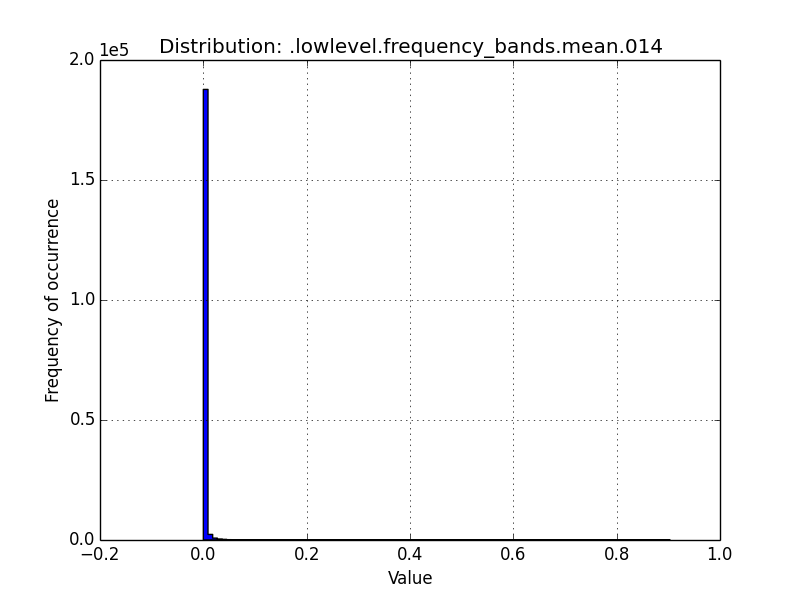 Distribution: .lowlevel.frequency_bands.mean.014
1e5
2.0
1.5
1.0
0.5
0.0
Frequency of occurrence
−0.2 0.0 0.2 0.4 0.6 0.8 1.0
Value